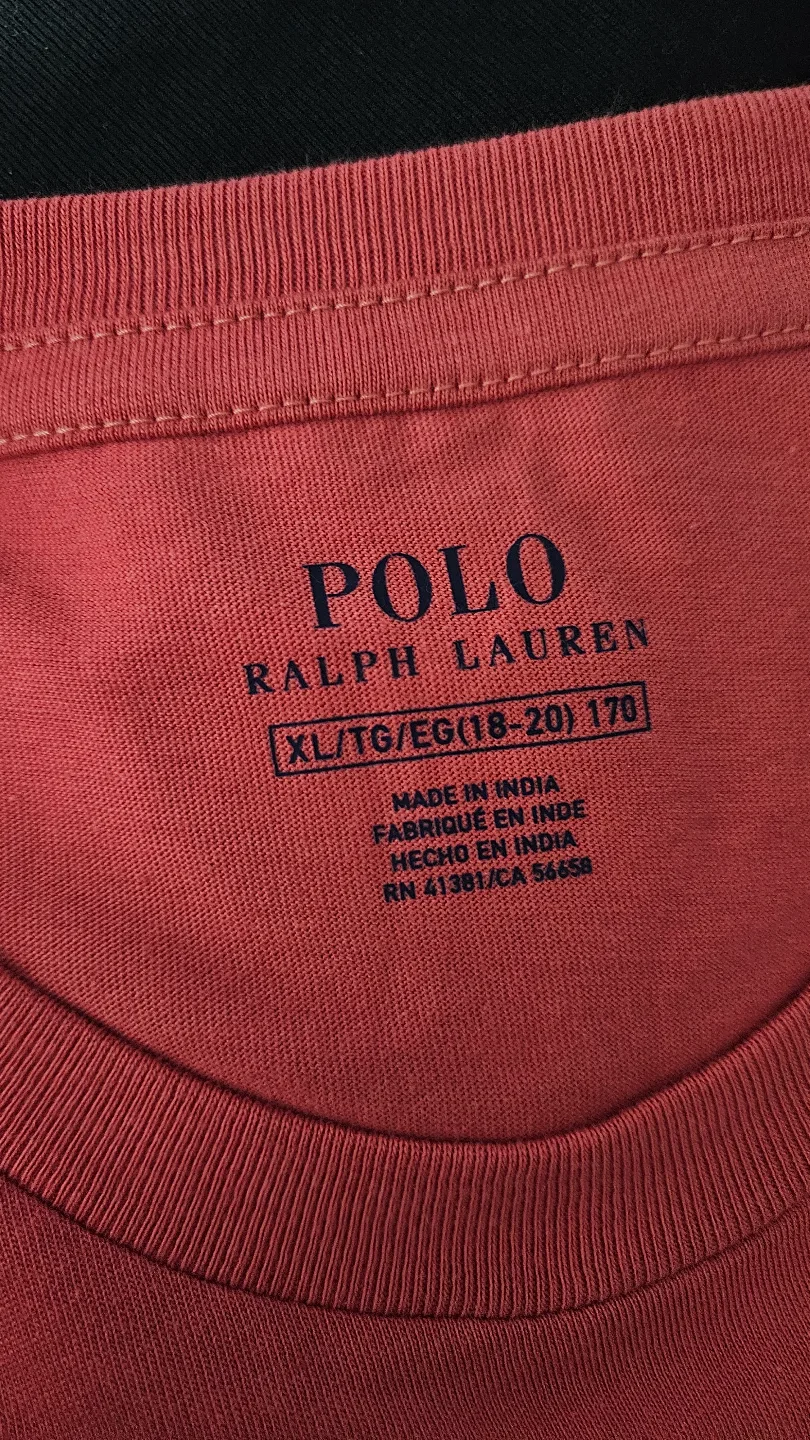 POLO
RALPH LAUREN
XL/TG/EG(18-20) 170
MADE IN INDIA
FABRIQUÉ EN INDE
HECHO EN INDIA
RN 41381/CA 56658